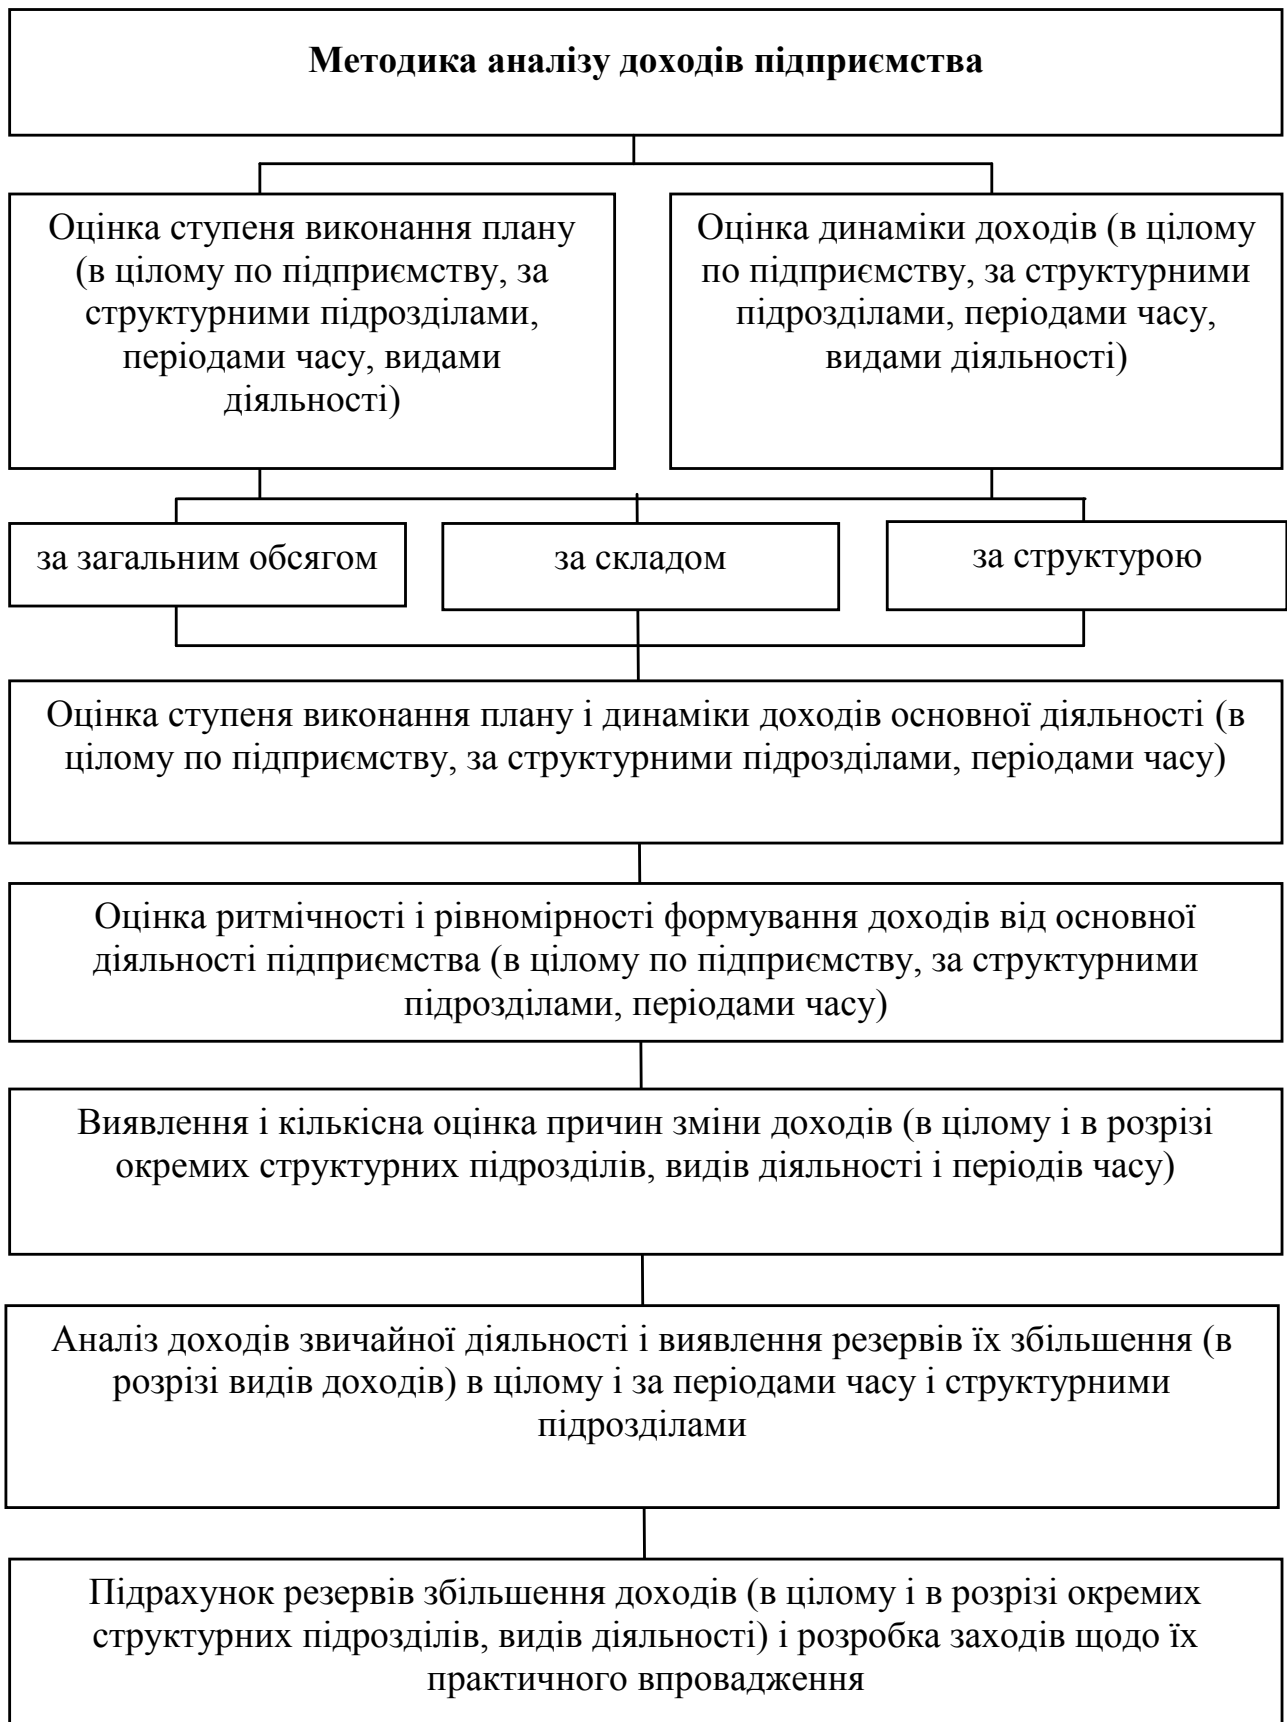 Методика аналізу доходів підприємства
Оцінка ступеня виконання плану
(в цілому по підприємству, за
структурними підрозділами,
періодами часу, видами
діяльності)
Оцінка динаміки доходів (в цілому
по підприємству, за структурними
підрозділами, періодами часу,
видами діяльності)
за загальним обсягом
за складом
за структурою
Оцінка ступеня виконання плану і динаміки доходів основної діяльності (в
цілому по підприємству, за структурними підрозділами, періодами часу)
Оцінка ритмічності і рівномірності формування доходів від основної
діяльності підприємства (в цілому по підприємству, за структурними
підрозділами, періодами часу)
Виявлення і кількісна оцінка причин зміни доходів (в цілому і в розрізі
окремих структурних підрозділів, видів діяльності і періодів часу)
Аналіз доходів звичайної діяльності і виявлення резервів їх збільшення (в
розрізі видів доходів) в цілому і за періодами часу і структурними
підрозділами
Підрахунок резервів збільшення доходів (в цілому і в розрізі окремих
структурних підрозділів, видів діяльності) і розробка заходів щодо їх
практичного впровадження